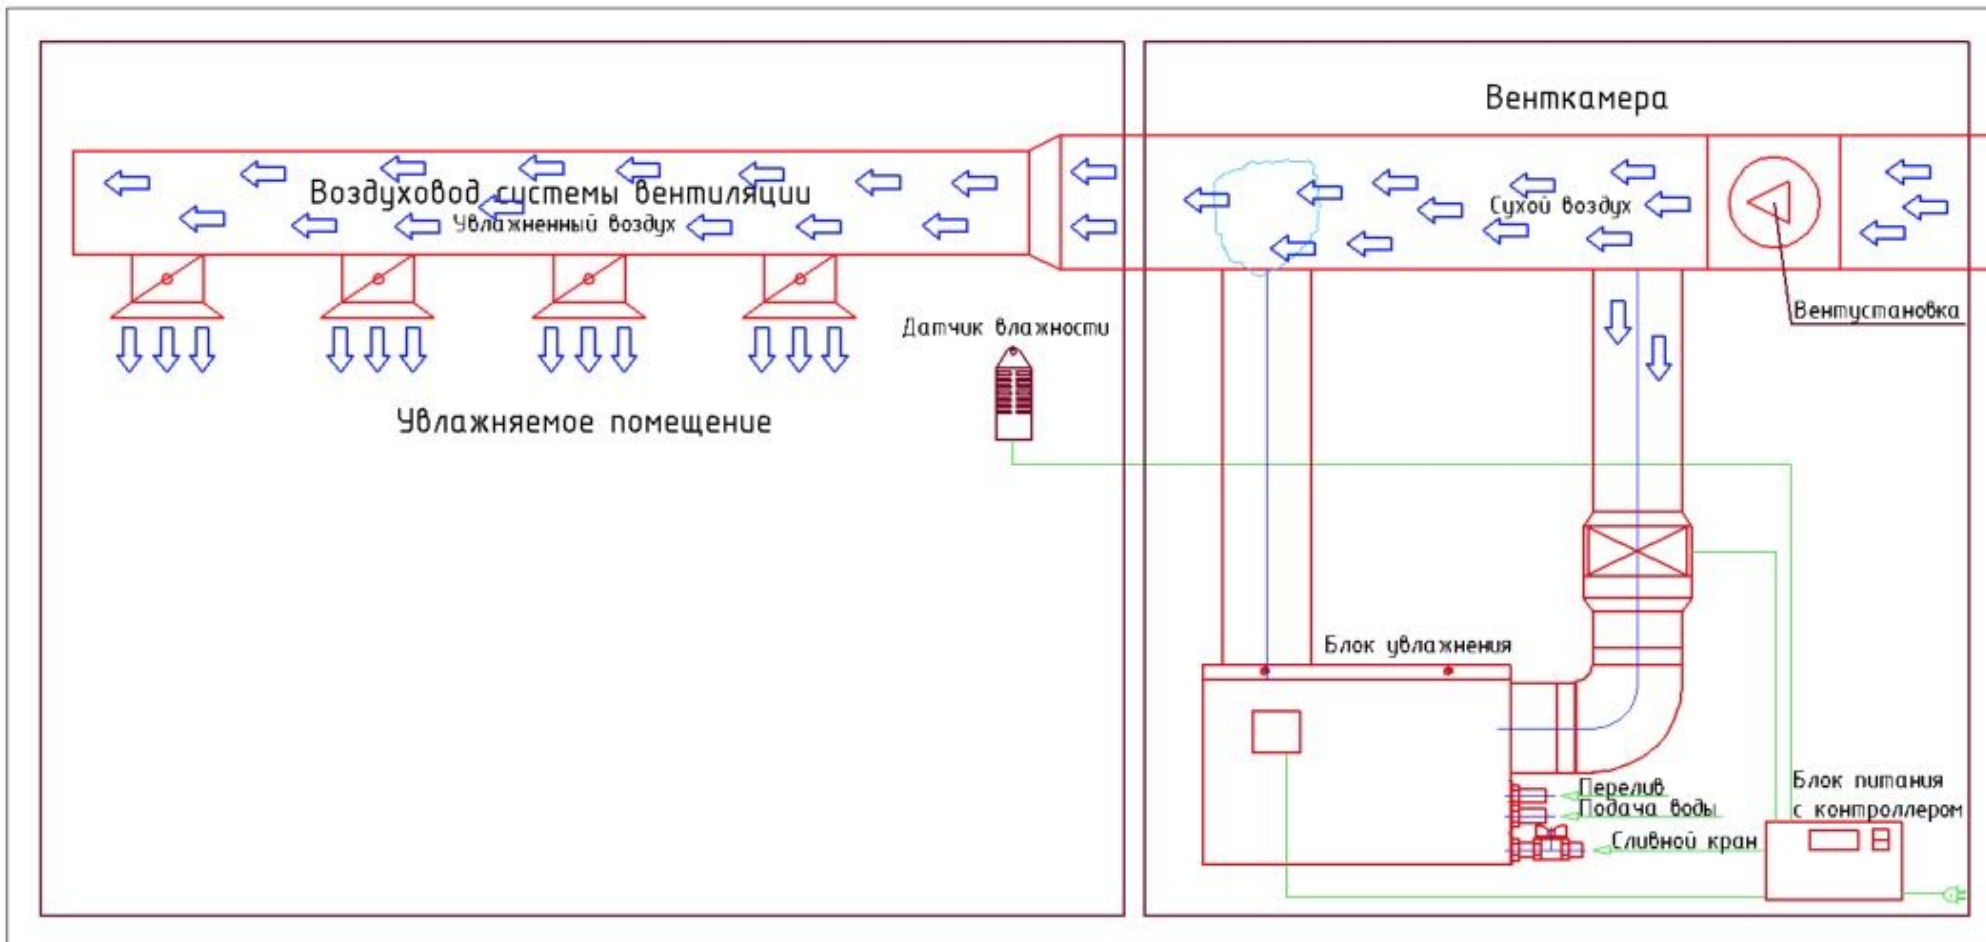 Венткамера
Воздуховод системы вентиляции
Увлажненный воздух
Сухой воздух
Вентустановка
Датчик влажности
Увлажняемое помещение
Блок увлажнения
Перелив
Подача воды
Сливной кран
Блок питания
с контроллером